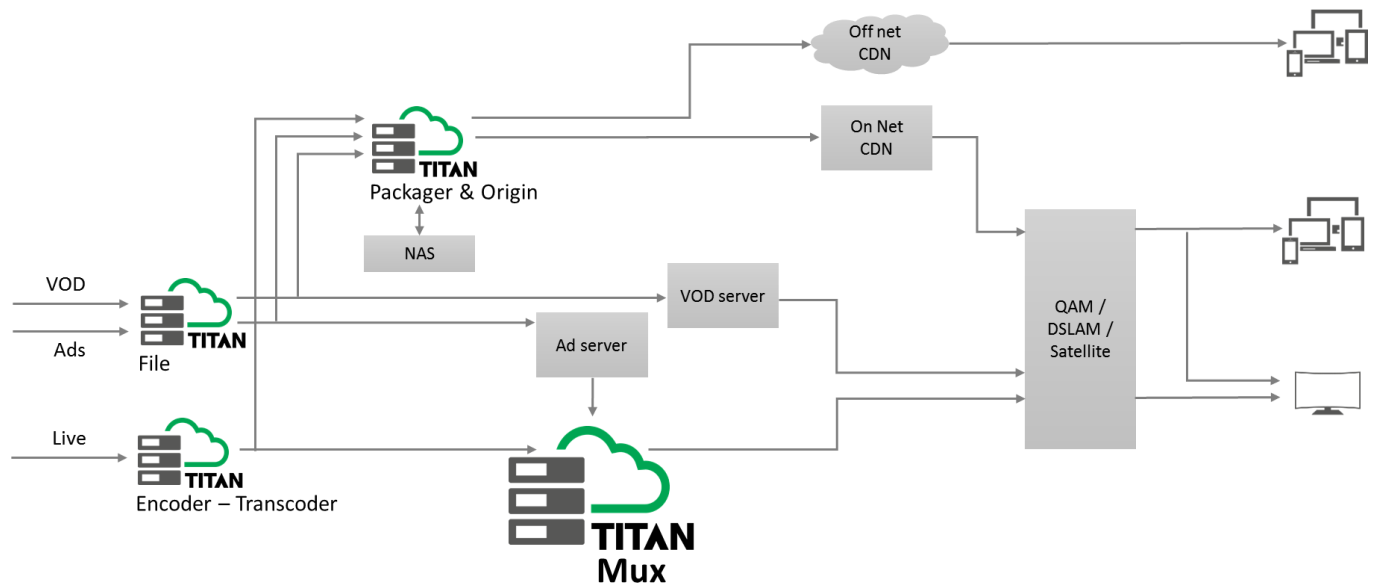 Off net
CDN
On Net
CDN
TITAN
Packager & Origin
NAS
VOD
Ads
TITAN
File
VOD server
Ad server
QAM /
DSLAM /
Satellite
Live
TITAN
Encoder – Transcoder
TITAN
Mux